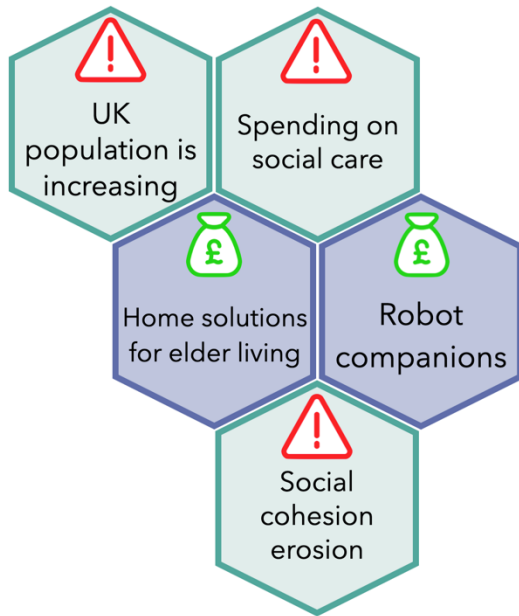 !
!
UK
population is
increasing
Spending on
social care
£
£
Home solutions
for elder living
Robot
companions
!
Social
cohesion
erosion